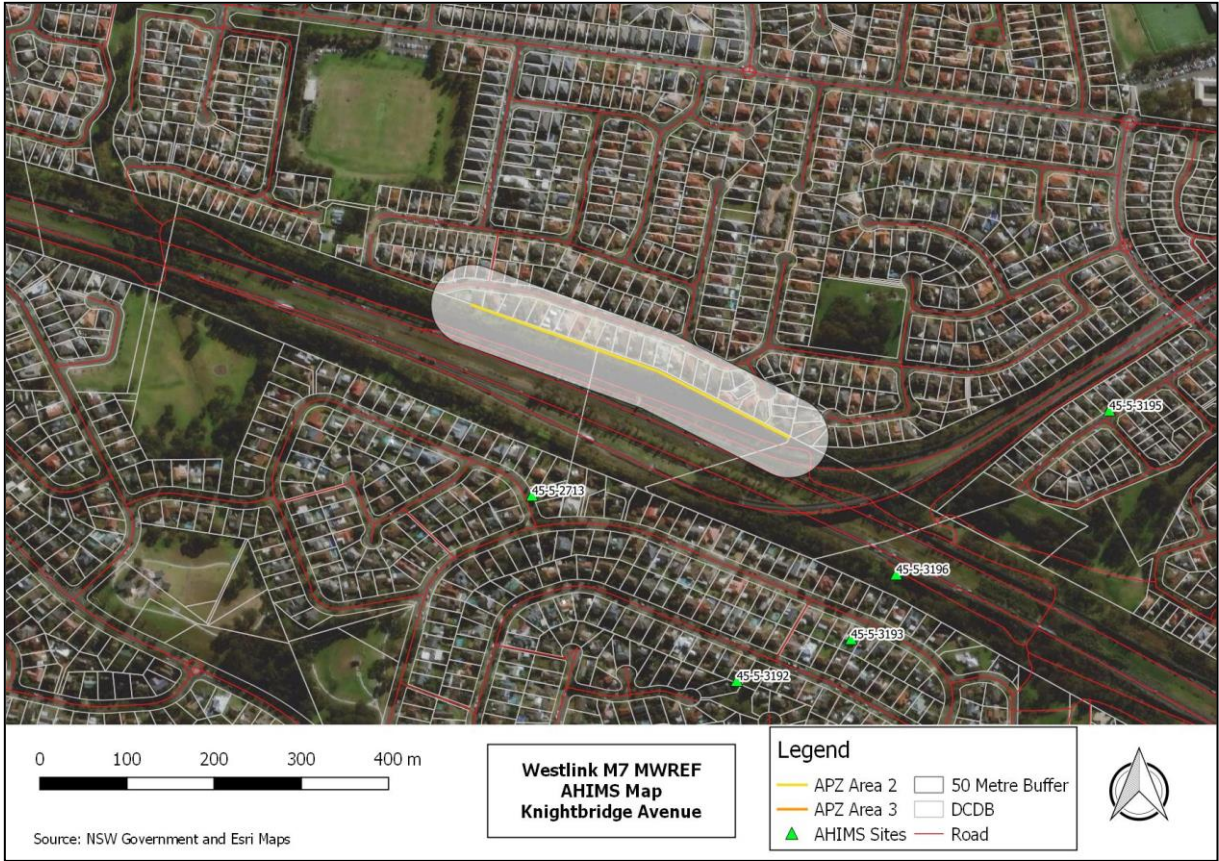 45-5-3195
45-5-2713
45-5-3196
45-5-3193
45-5-3192
0 100 200 300 400 m
Source: NSW Government and Esri Maps
Westlink M7 MWREF
AHIMS Map
Knightbridge Avenue
Legend
APZ Area 2
APZ Area 3
AHIMS Sites
50 Metre Buffer
DCDB
Road